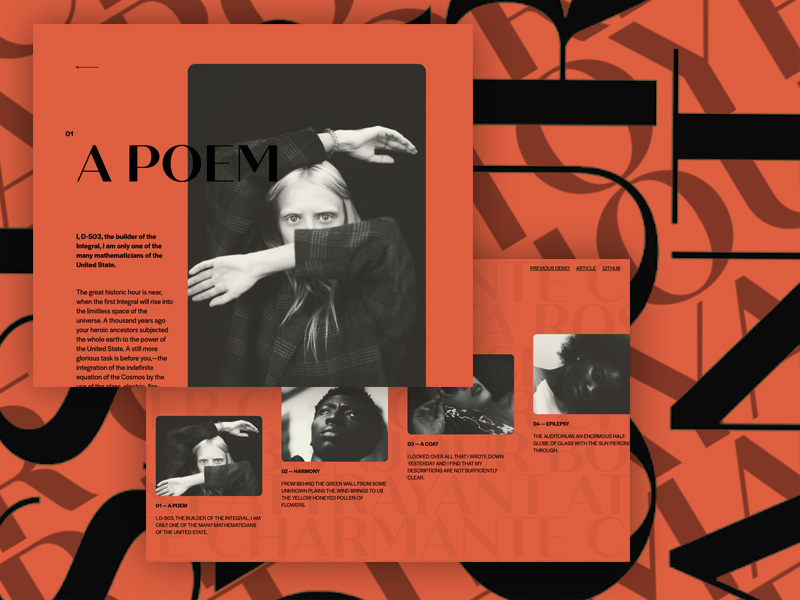 01
A POEM
I, D-503, the builder of the
Integral, I am only one of the
many mathematicians of the
United State.
The great historic hour is near,
when the first Integral will rise into
the limitless space of the
universe. A thousand years ago
your heroic ancestors subjected
the whole earth to the power of
the United State. A still more
glorious task is before you,—the
integration of the indefinite
equation of the Cosmos by the
use of the glass, electric, fire-
PREVIOUS DEMO ARTICLE GITHUB
01 — A POEM
I, D-503, THE BUILDER OF THE INTEGRAL, I AM
ONLY ONE OF THE MANY MATHEMATICIANS
OF THE UNITED STATE.
02 — HARMONY
FROM BEHIND THE GREEN WALL FROM SOME
UNKNOWN PLAINS THE WIND BRINGS TO US
THE YELLOW HONEYED POLLEN OF
FLOWERS.
03 — A COAT
I LOOKED OVER ALL THAT I WROTE DOWN
YESTERDAY AND I FIND THAT MY
DESCRIPTIONS ARE NOT SUFFICIENTLY
CLEAR.
04 — EPILEPSY
THE AUDITORIUM: AN ENORMOUS HALF-
GLOBE OF GLASS WITH THE SUN PIERCING
THROUGH.
CHARMANTE C